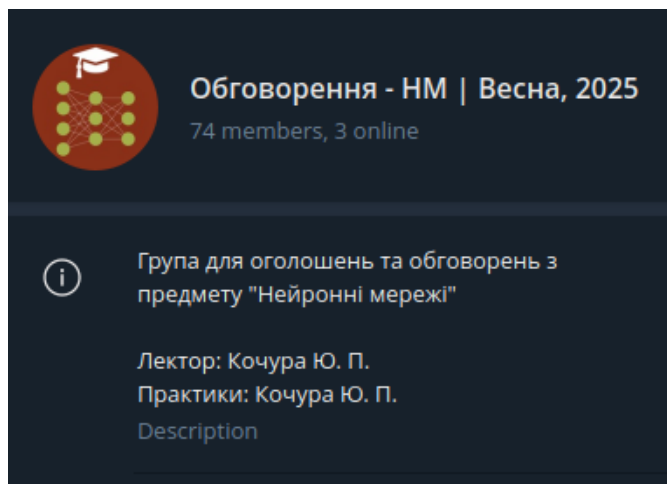 Обговорення - НМ | Весна, 2025
74 members, 3 online
Група для оголошень та обговорень з
предмету "Нейронні мережі"
Лектор: Кочура Ю. П.
Практики: Кочура Ю. П.
Description